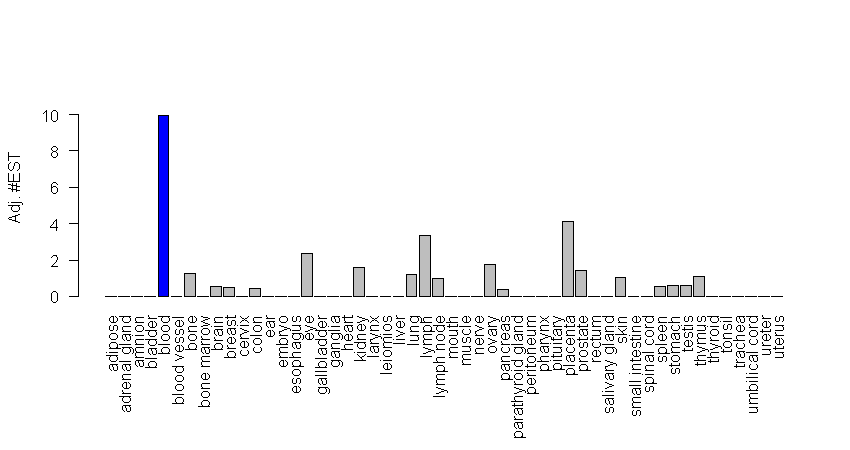 Adj. #EST
10
8
6
4
2
0
adipose
adrenal gland
amnion
bladder
blood
blood vessel
bone
bone marrow
brain
breast
cervix
colon
ear
embryo
esophagus
eye
gallbladder
ganglia
heart
kidney
larynx
leiomios
liver
lung
lymph
lymph node
mouth
muscle
nerve
ovary
pancreas
parathyroid gland
peritoneum
pharynx
pituitary
placenta
prostate
rectum
salivary gland
skin
small intestine
spinal cord
spleen
stomach
testis
thymus
thyroid
tonsil
trachea
umbilical cord
ureter
uterus